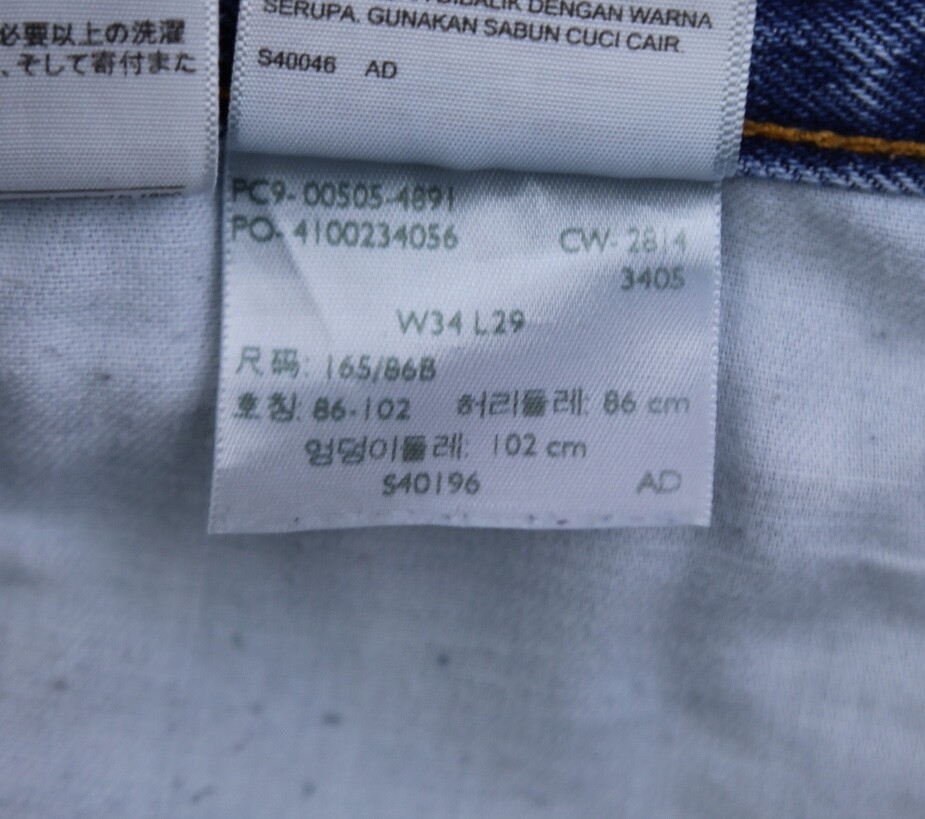 必要以上の洗濯
、そして寄付また
DIBALIK DENGAN WARNA
SERUPA. GUNAKAN SABUN CUCI CAIR.
S40046 AD
PC9-00505-4891
PO-4100234056 CW-2814
3405
W34 L29
尺码: 165/86B
호칭: 86-102 허리둘레: 86 cm
엉덩이둘레: 102 cm
S40196 AD